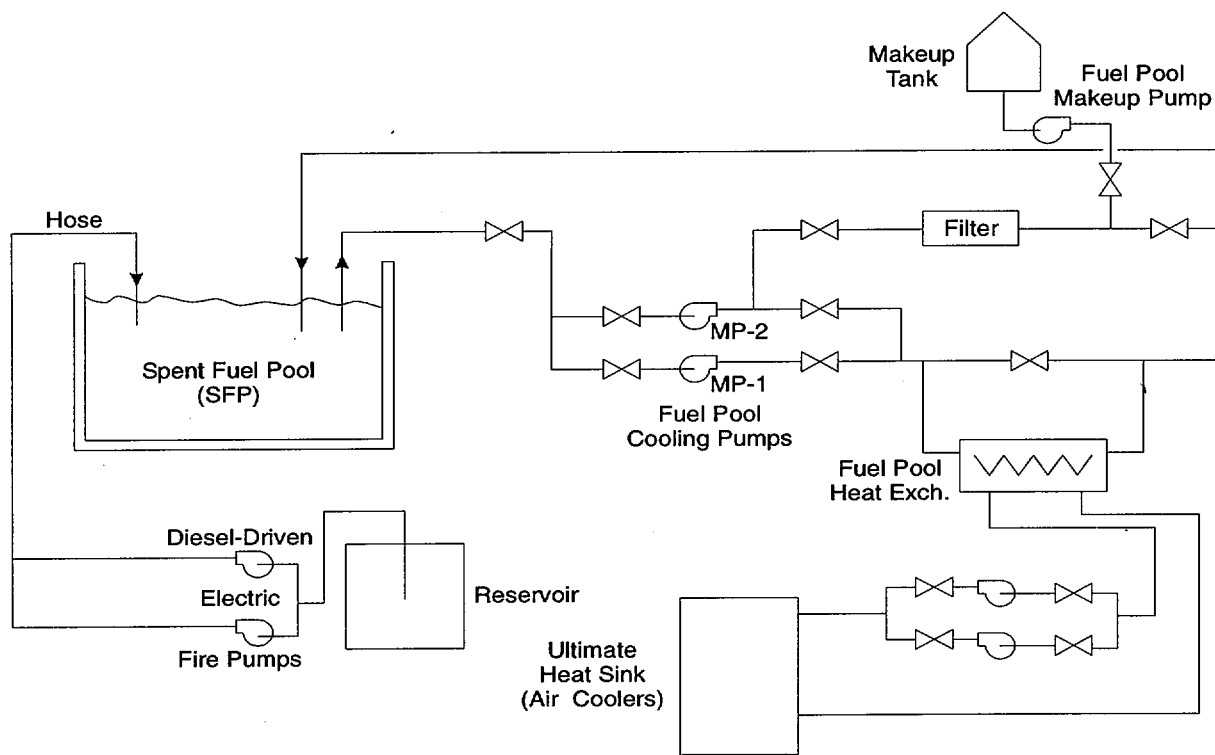 Makeup
Tank
Fuel Pool
Makeup Pump
Hose
Filter
MP-2
Spent Fuel Pool
(SFP)
MP-1
Fuel Pool
Cooling Pumps
Fuel Pool
Heat Exch.
Diesel-Driven
Electric
Reservoir
Fire Pumps
Ultimate
Heat Sink
(Air Coolers)